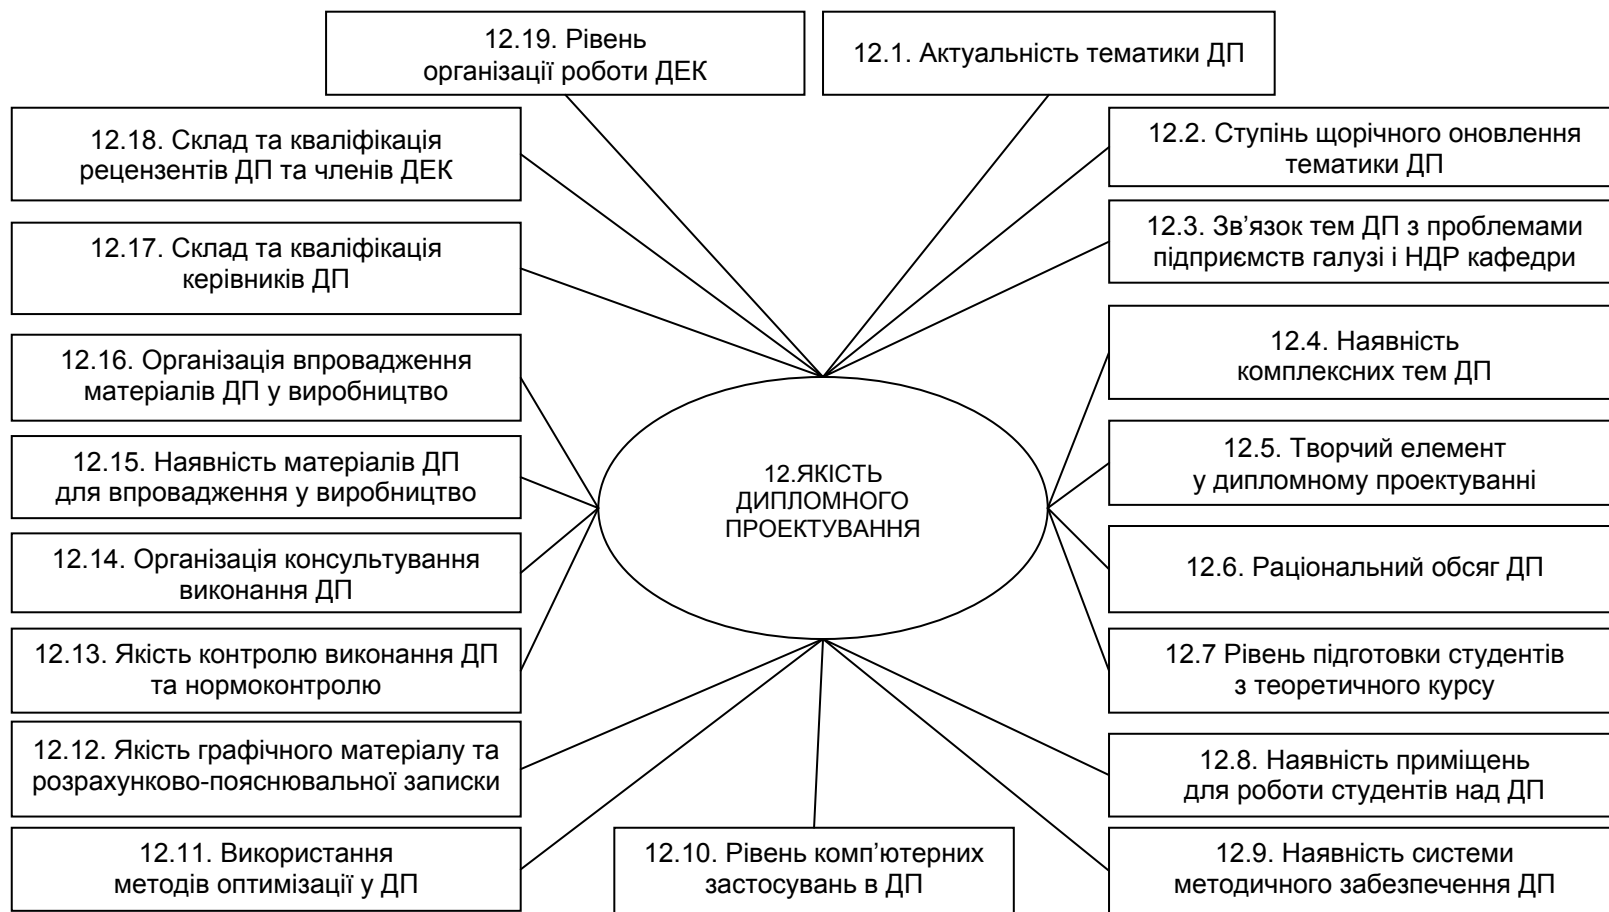 12.19. Рівень
організації роботи ДЕК
12.1. Актуальність тематики ДП
12.18. Склад та кваліфікація
рецензентів ДП та членів ДЕК
12.2. Ступінь щорічного оновлення
тематики ДП
12.17. Склад та кваліфікація
керівників ДП
12.3. Зв’язок тем ДП з проблемами
підприємств галузі і НДР кафедри
12.16. Організація впровадження
матеріалів ДП у виробництво
12.4. Наявність
комплексних тем ДП
12.15. Наявність матеріалів ДП
для впровадження у виробництво
12.ЯКІСТЬ
ДИПЛОМНОГО
ПРОЕКТУВАННЯ
12.5. Творчий елемент
у дипломному проектуванні
12.14. Організація консультування
виконання ДП
12.6. Раціональний обсяг ДП
12.13. Якість контролю виконання ДП
та нормоконтролю
12.7 Рівень підготовки студентів
з теоретичного курсу
12.12. Якість графічного матеріалу та
розрахунково-пояснювальної записки
12.8. Наявність приміщень
для роботи студентів над ДП
12.11. Використання
методів оптимізації у ДП
12.10. Рівень комп’ютерних
застосувань в ДП
12.9. Наявність системи
методичного забезпечення ДП